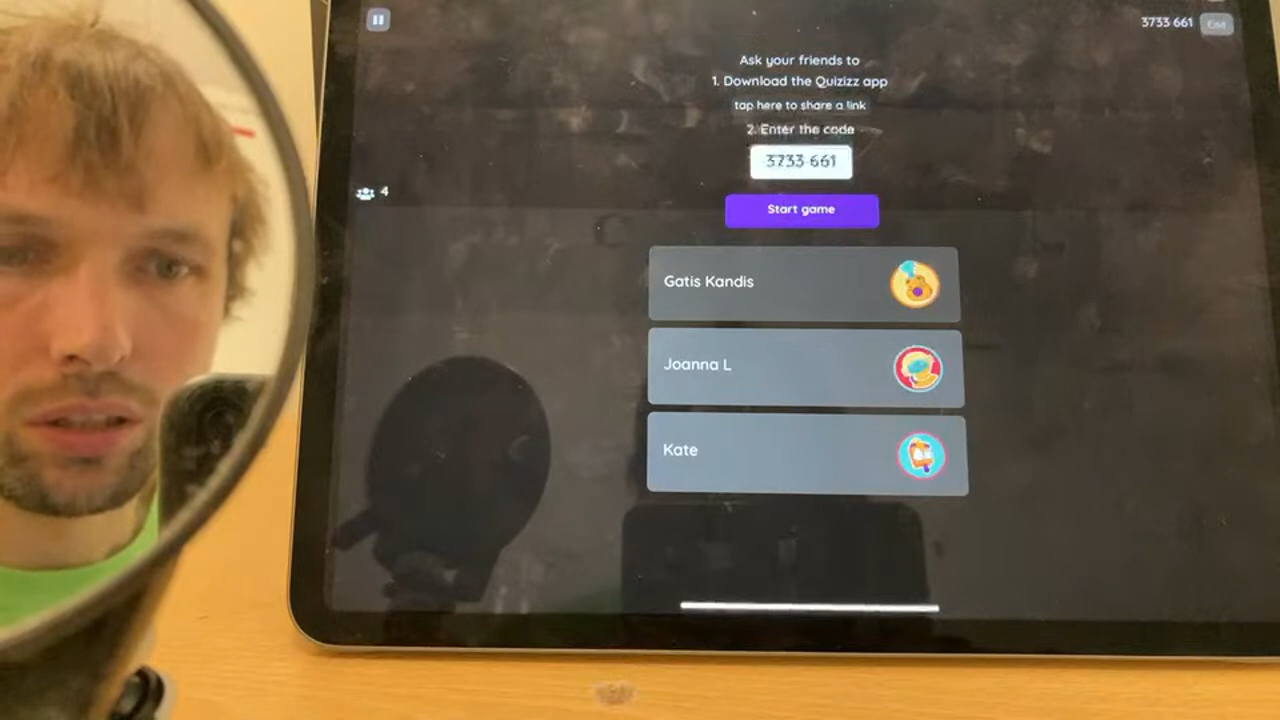 3733 661 End
Ask your friends to
1. Download the Quizizz app
tap here to share a link
2. Enter the code
3733 661
4
Start game
Gatis Kandis
Joanna L
Kate